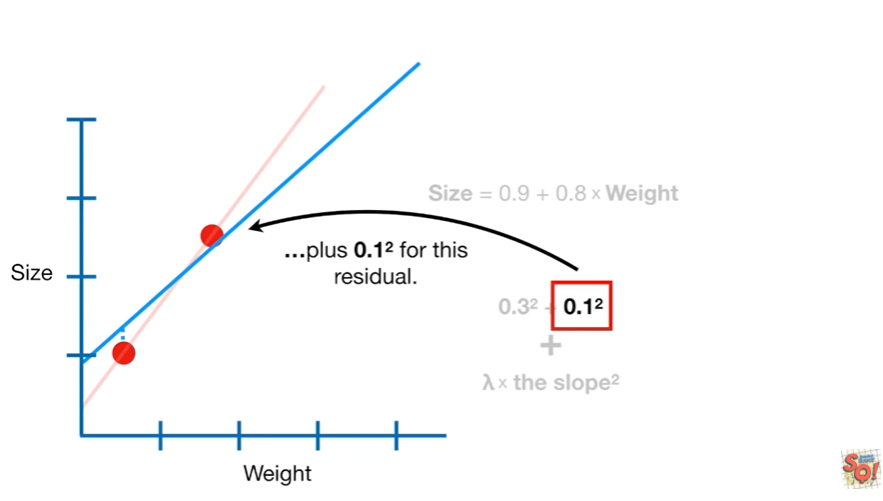 Size = 0.9 + 0.8 × Weight
...plus 0.1² for this
residual.
Size
0.3² + 0.1²
+
λ × the slope²
Weight
SQ!